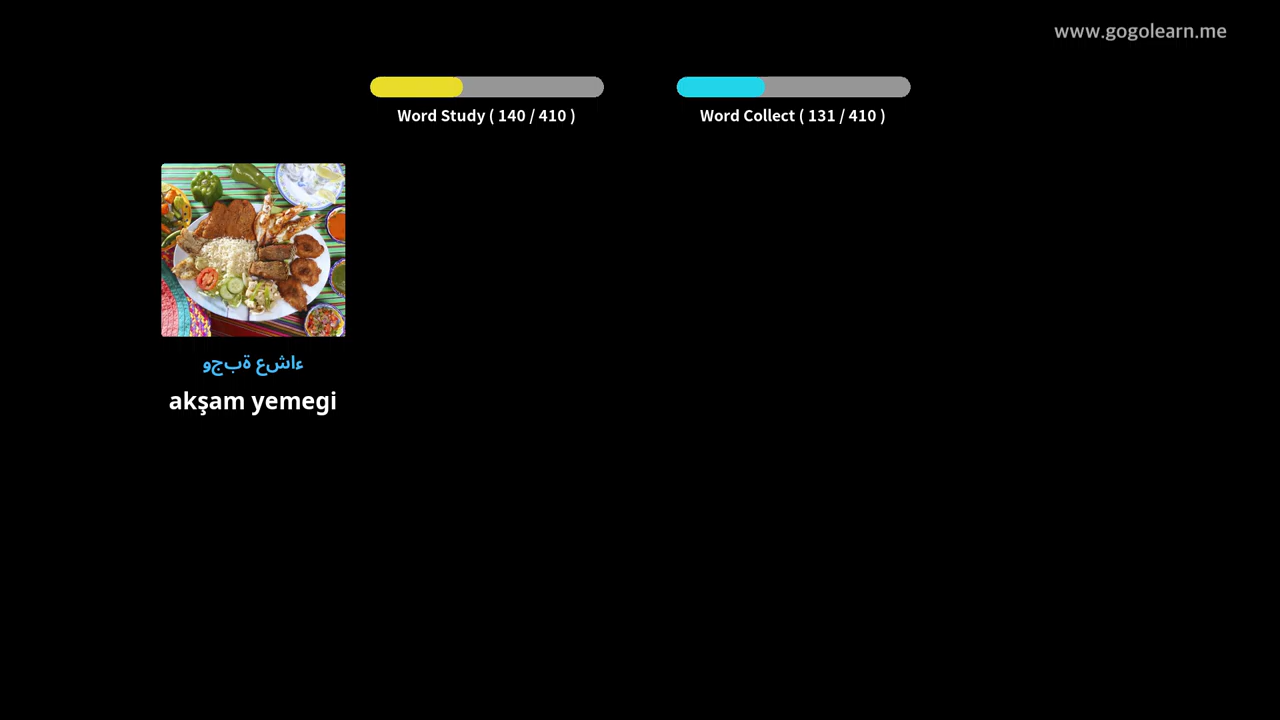 www.gogolearn.me
Word Study ( 140 / 410 )
Word Collect ( 131 / 410 )
ءاشع ةبجو
akşam yemegi